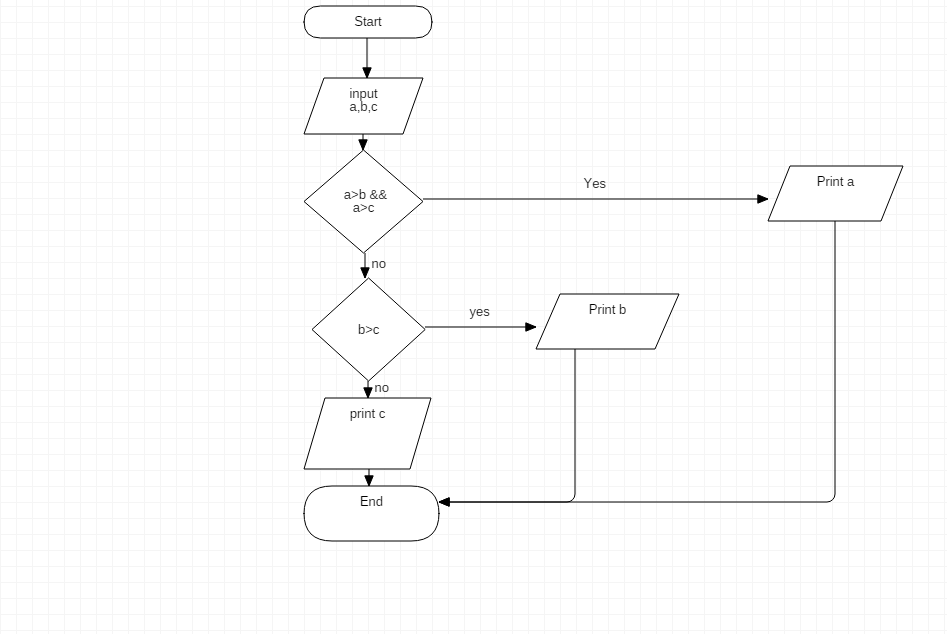 Start
input
a,b,c
a>b &&
a>c
Yes
Print a
no
b>c
yes
Print b
no
print c
End